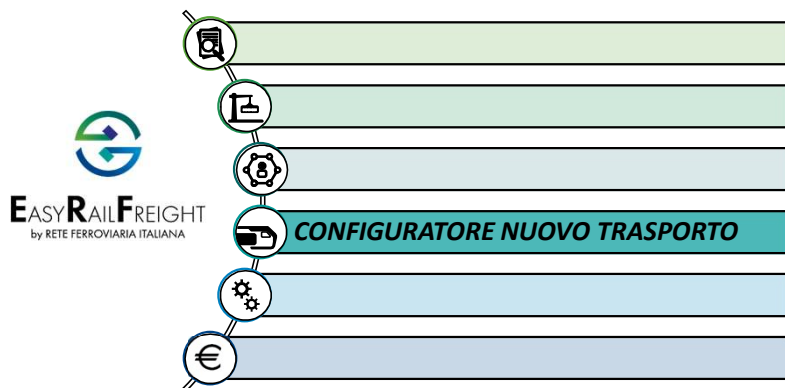 EASYRAILFREIGHT
by RETE FERROVIARIA ITALIANA
CONFIGURATORE NUOVO TRASPORTO
€